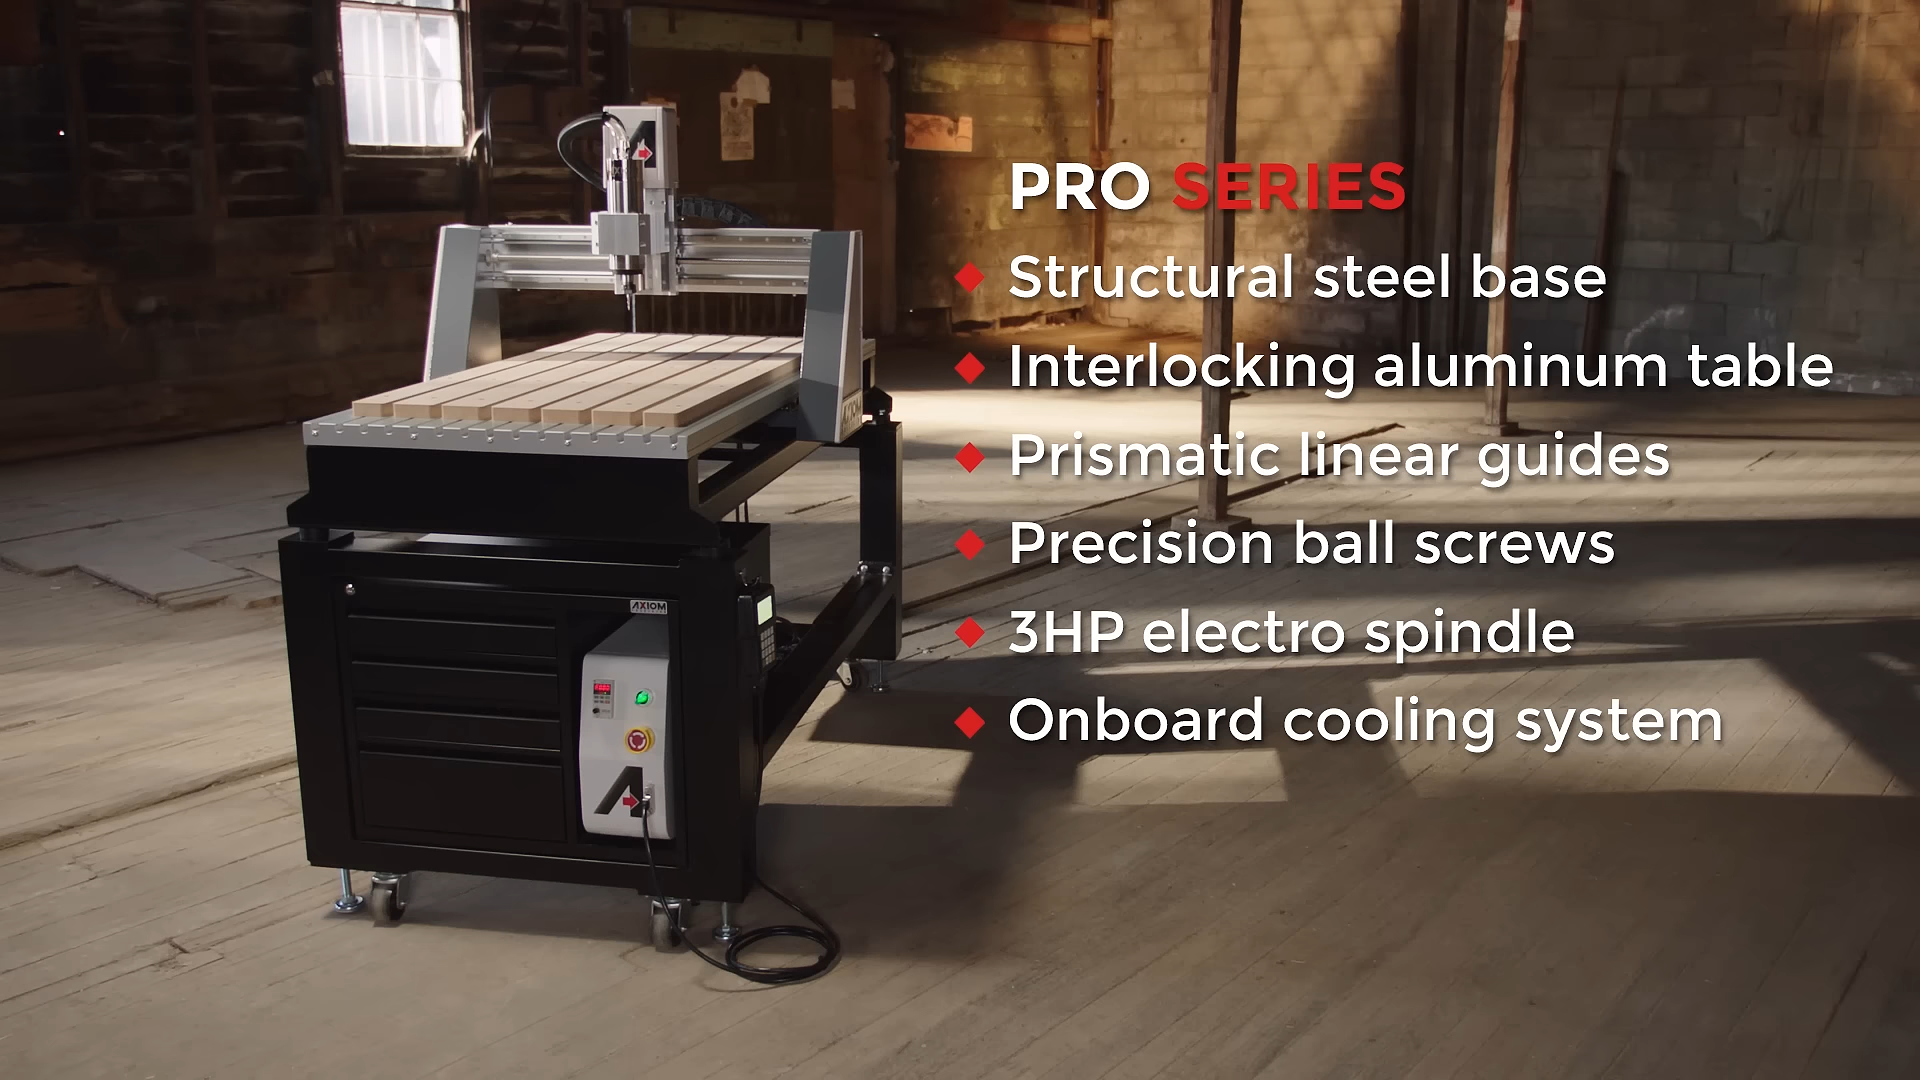 PRO SERIES
Structural steel base
Interlocking aluminum table
Prismatic linear guides
Precision ball screws
3HP electro spindle
Onboard cooling system
AXIOM
AXIOM